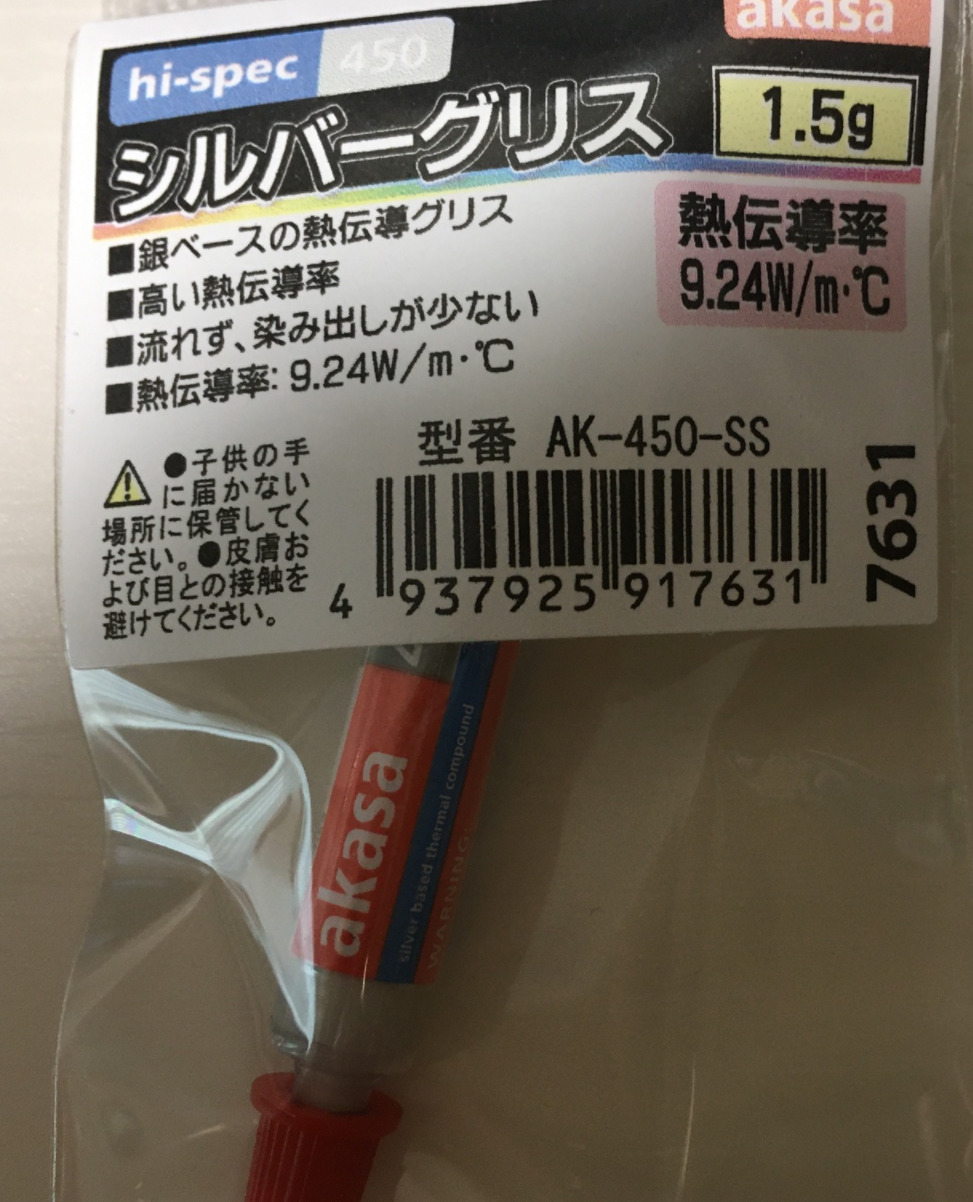 akasa
hi-spec 450
シルバーグリス
1.5g
■銀ベースの熱伝導グリス
■高い熱伝導率
■流れず、染み出しが少ない
■熱伝導率: 9.24W/m・℃
熱伝導率
9.24W/m・℃
型番 AK-450-SS
⚠●子供の手
に届かない
場所に保管してく
ださい。●皮膚お
よび目との接触を
避けてください。
4 937925 917631
7631
akasa
silver based thermal compound
WARNING: